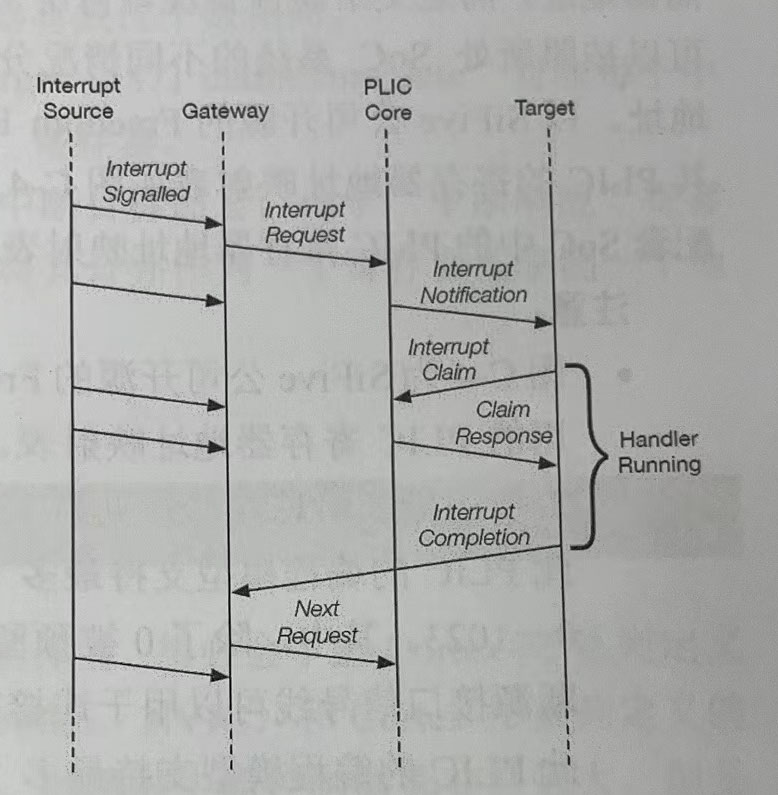 Interrupt
Source
Gateway
PLIC
Core
Target
Interrupt
Signalled
Interrupt
Request
Interrupt
Notification
Interrupt
Claim
Claim
Response
Handler
Running
Interrupt
Completion
Next
Request